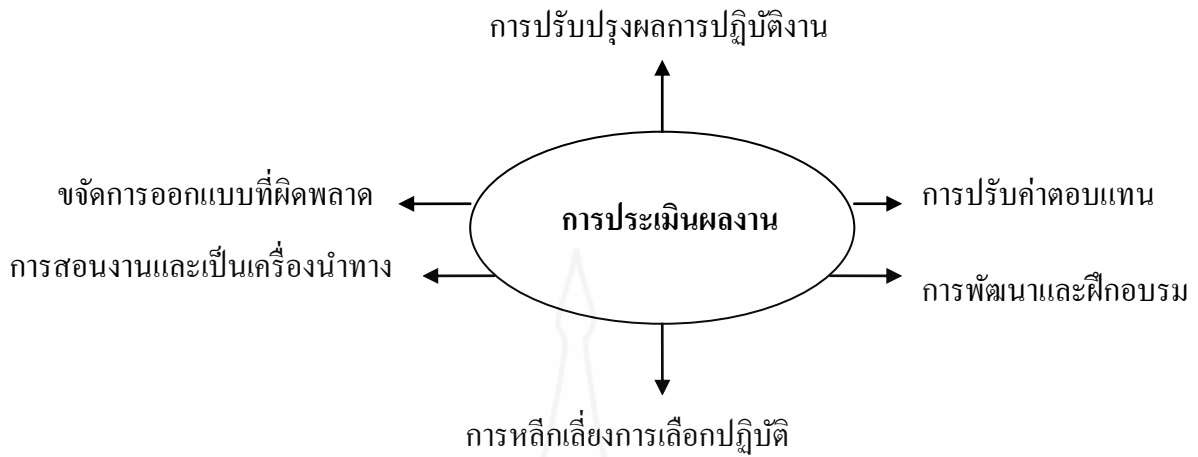 การปรับปรุงผลการปฏิบัติงาน
ขจัดการออกแบบที่ผิดพลาด
การประเมินผลงาน
การปรับค่าตอบแทน
การสอนงานและเป็นเครื่องนำทาง
การพัฒนาและฝึกอบรม
การหลีกเลี่ยงการเลือกปฏิบัติ